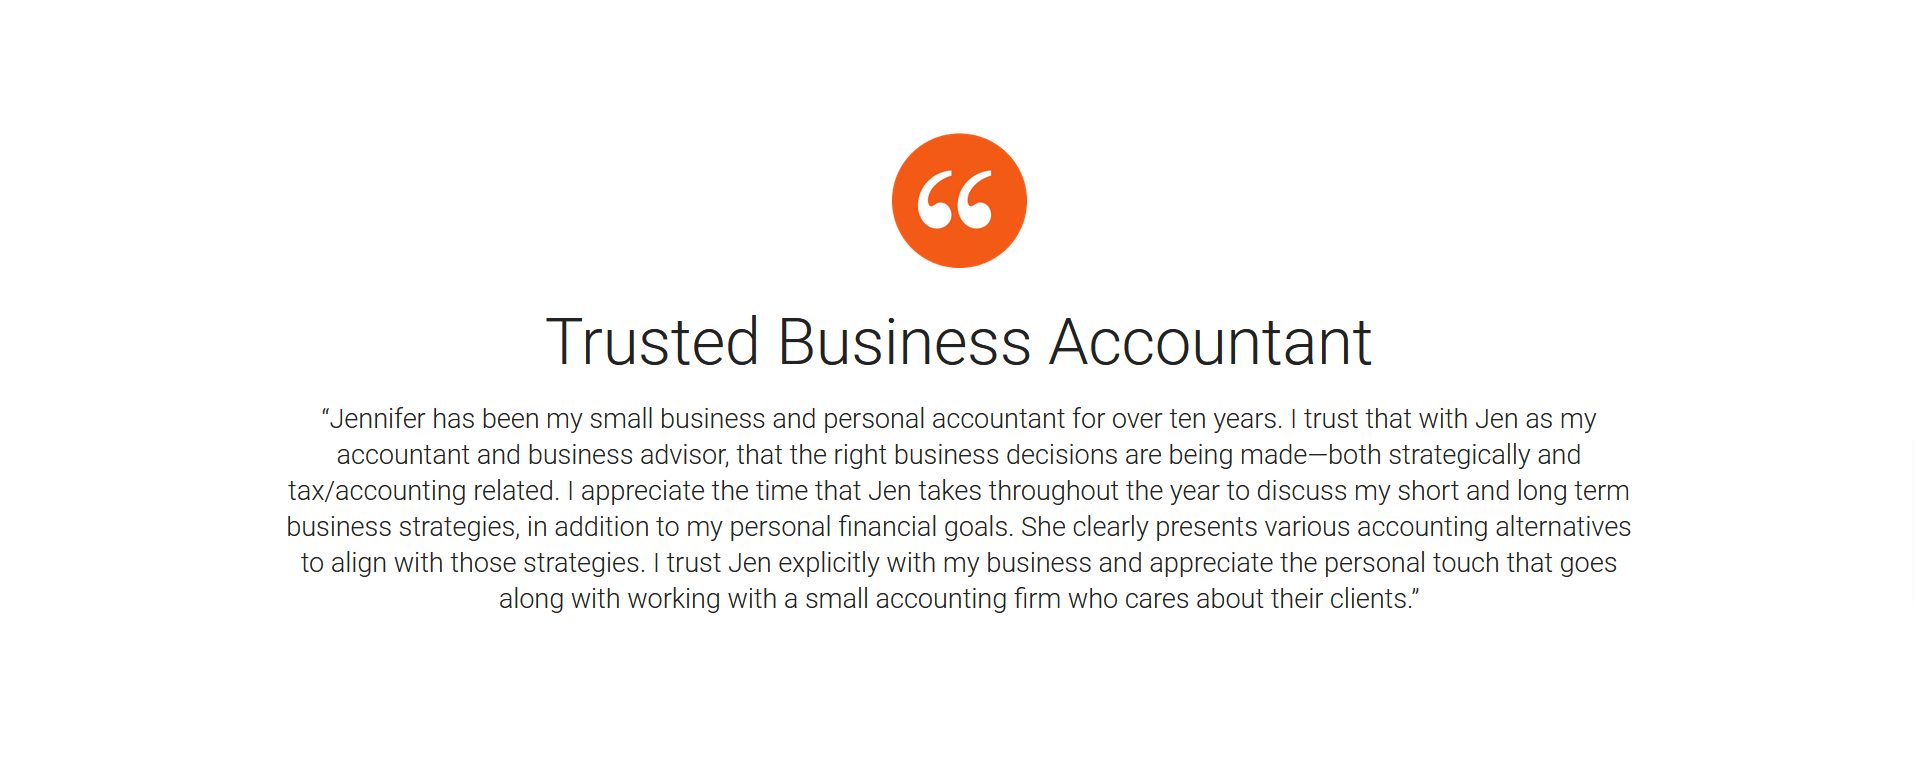 “
Trusted Business Accountant
“Jennifer has been my small business and personal accountant for over ten years. I trust that with Jen as my
accountant and business advisor, that the right business decisions are being made—both strategically and
tax/accounting related. I appreciate the time that Jen takes throughout the year to discuss my short and long term
business strategies, in addition to my personal financial goals. She clearly presents various accounting alternatives
to align with those strategies. I trust Jen explicitly with my business and appreciate the personal touch that goes
along with working with a small accounting firm who cares about their clients.”